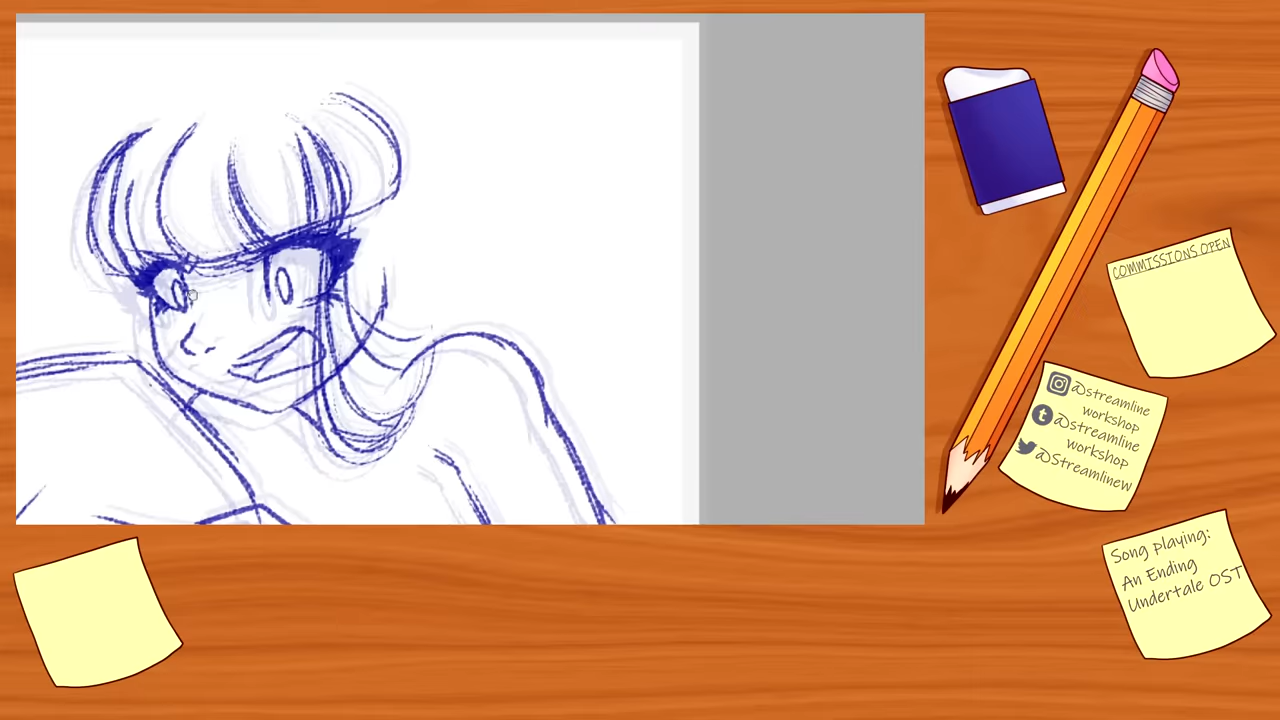 COMMISSIONS OPEN
@streamline
workshop
@streamline
workshop
@Streamlinew
Song playing:
An Ending
Undertale OST